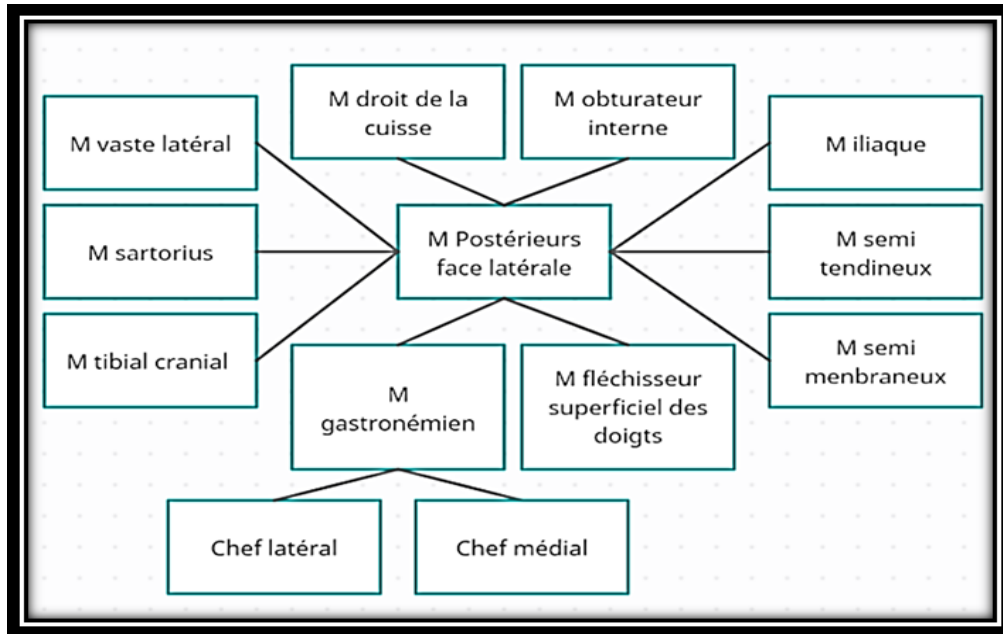 M droit de la
cuisse
M obturateur
interne
M vaste latéral
M iliaque
M Postérieurs
face latérale
M sartorius
M semi
tendineux
M tibial cranial
M semi
menbraneux
M
gastronémien
M fléchisseur
superficiel des
doigts
Chef latéral
Chef médial